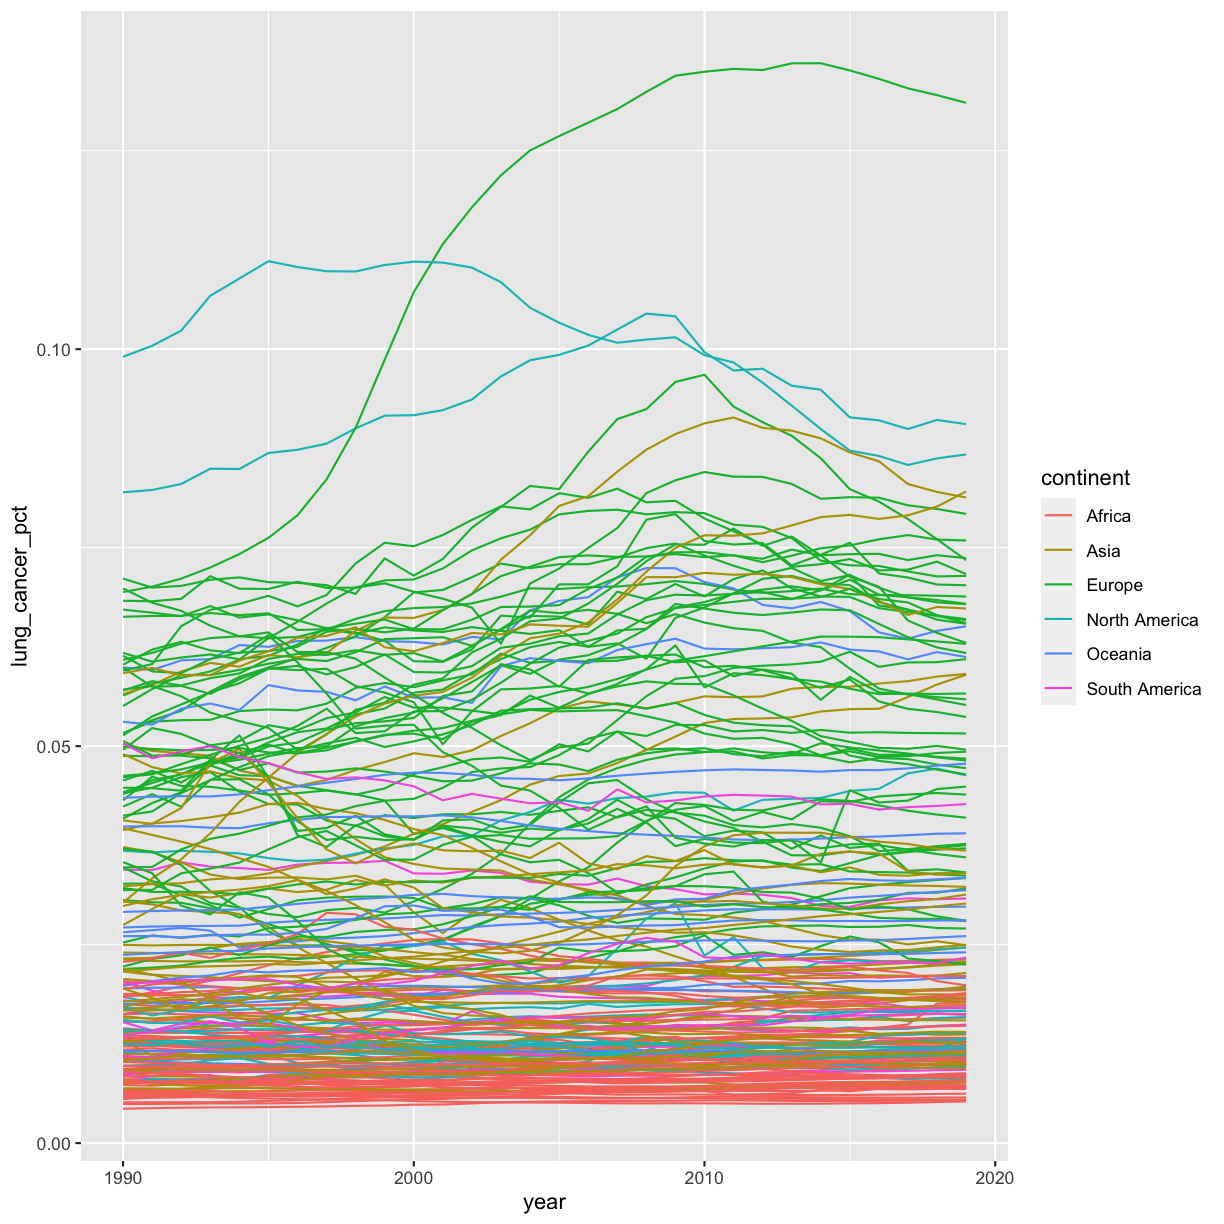 lung_cancer_pct
0.10
0.05
0.00
1990
2000
2010
2020
year
continent
Africa
Asia
Europe
North America
Oceania
South America